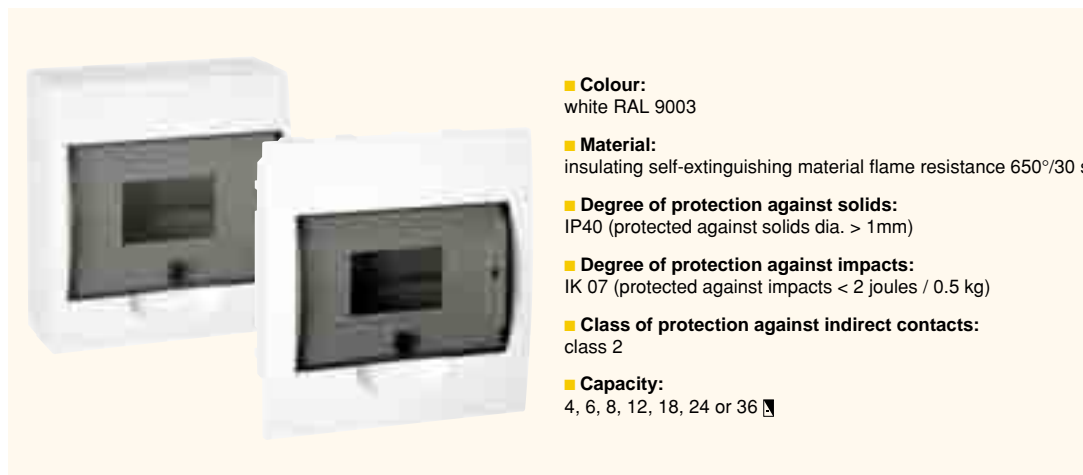 Colour:
white RAL 9003
Material:
insulating self-extinguishing material flame resistance 650°/30 s
Degree of protection against solids:
IP40 (protected against solids dia. > 1mm)
Degree of protection against impacts:
IK 07 (protected against impacts < 2 joules / 0.5 kg)
Class of protection against indirect contacts:
class 2
Capacity:
4, 6, 8, 12, 18, 24 or 36